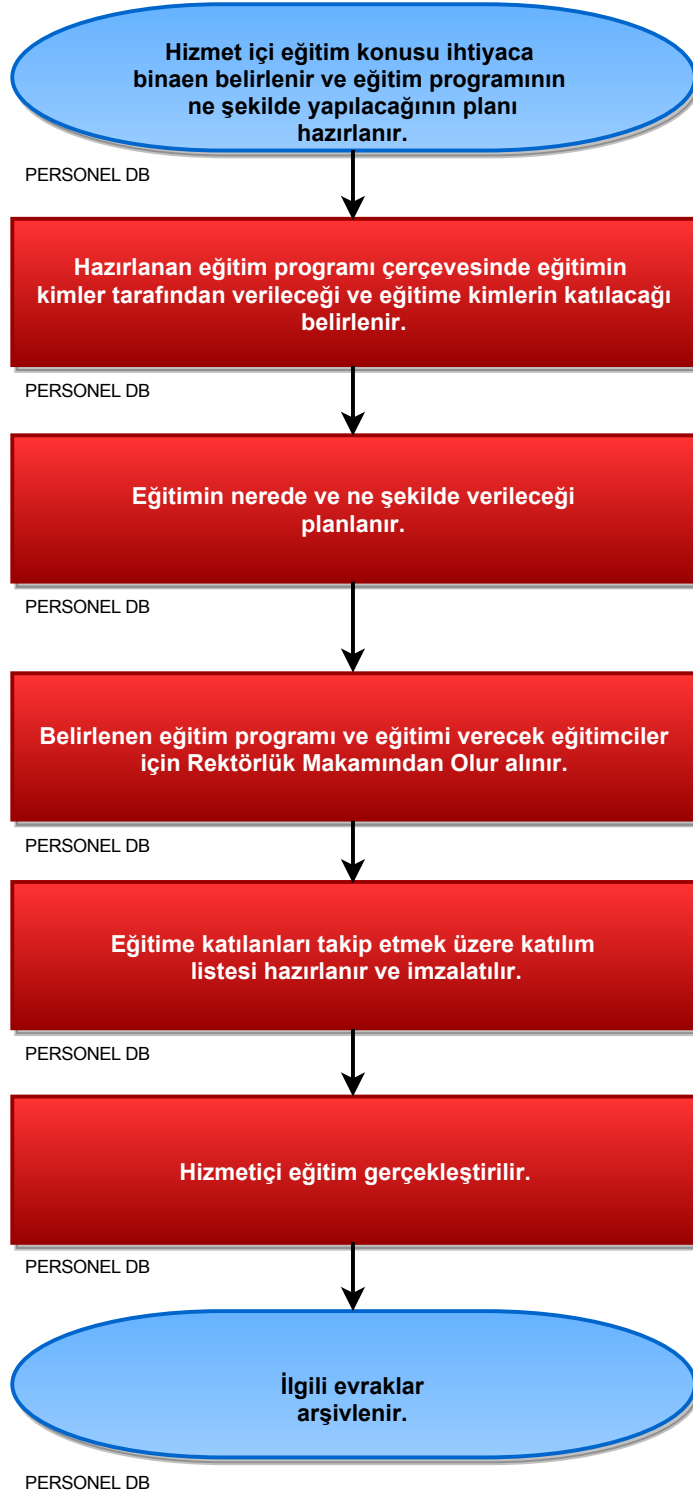 Hizmet içi eğitim konusu ihtiyaca
binaen belirlenir ve eğitim programının
ne şekilde yapılacağının planı
hazırlanır.
PERSONEL DB
Hazırlanan eğitim programı çerçevesinde eğitimin
kimler tarafından verileceği ve eğitime kimlerin katılacağı
belirlenir.
PERSONEL DB
Eğitimin nerede ve ne şekilde verileceği
planlanır.
PERSONEL DB
Belirlenen eğitim programı ve eğitimi verecek eğitimciler
için Rektörlük Makamından Olur alınır.
PERSONEL DB
Eğitime katılanları takip etmek üzere katılım
listesi hazırlanır ve imzalatılır.
PERSONEL DB
Hizmetiçi eğitim gerçekleştirilir.
PERSONEL DB
İlgili evraklar
arşivlenir.
PERSONEL DB